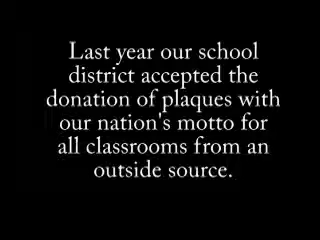 Last year our school
district accepted the
donation of plaques with
our nation's motto for
all classrooms from an
outside source.